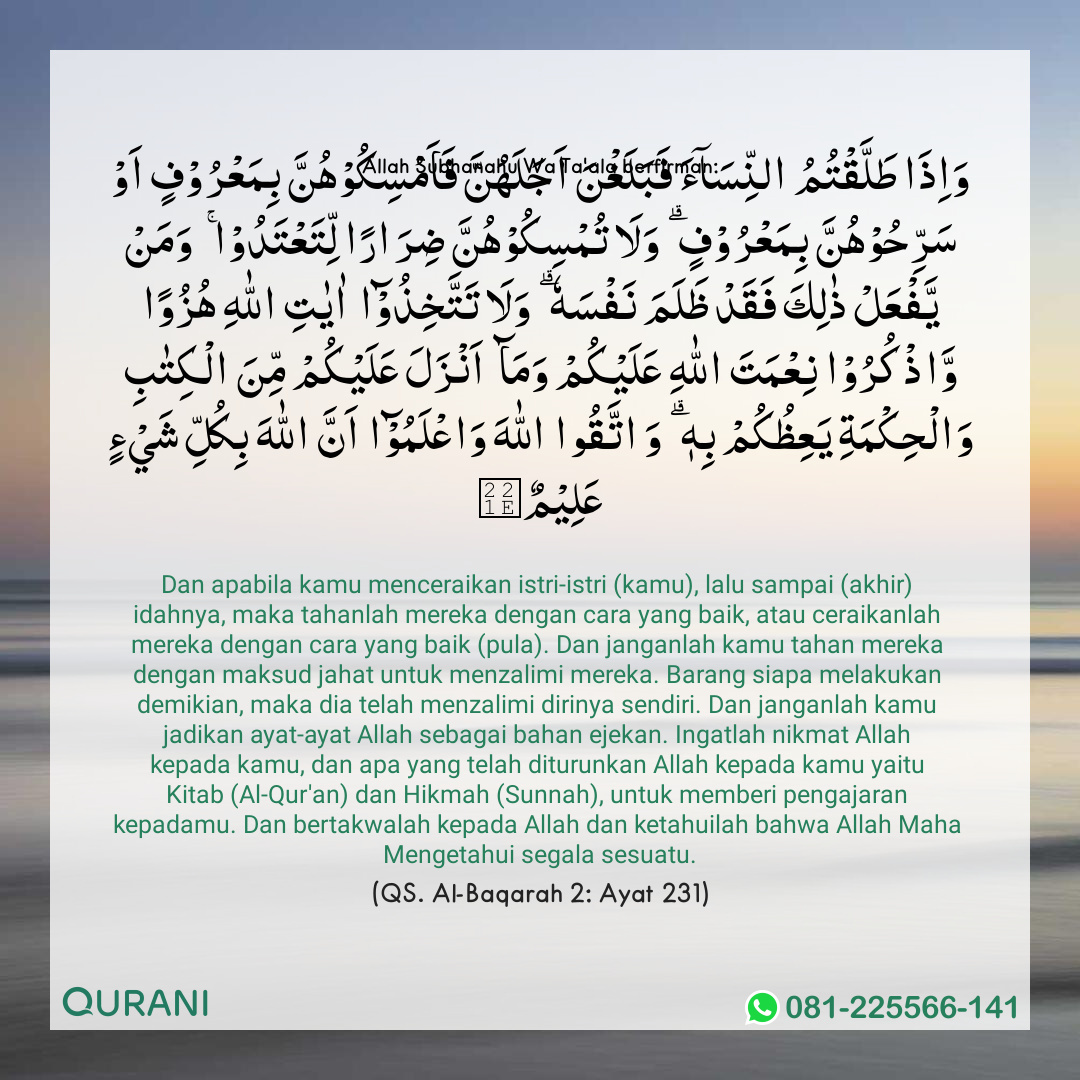 Allah Subhanahu Wa Ta'ala berfirman:
وَاِذَا طَلَّقْتُمُ النِّسَآءَ فَبَلَغْنَ اَجَلَهُنَّ فَاَمْسِكُوْهُنَّ بِمَعْرُوْفٍ اَوْ
سَرِّحُوْهُنَّ بِمَعْرُوْفٍ ۗ وَلَا تُمْسِكُوْهُنَّ ضِرَارًا لِّتَعْتَدُوْا ۚ وَمَنْ
يَّفْعَلْ ذٰلِكَ فَقَدْ ظَلَمَ نَفْسَهٗ ۗ وَلَا تَتَّخِذُوْٓا اٰيٰتِ اللّٰهِ هُزُوًا
وَّاذْكُرُوْا نِعْمَتَ اللّٰهِ عَلَيْكُمْ وَمَآ اَنْزَلَ عَلَيْكُمْ مِّنَ الْكِتٰبِ
وَالْحِكْمَةِ يَعِظُكُمْ بِهٖ ۗ وَاتَّقُوا اللّٰهَ وَاعْلَمُوْٓا اَنَّ اللّٰهَ بِكُلِّ شَيْءٍ
عَلِيْمٌ
Dan apabila kamu menceraikan istri-istri (kamu), lalu sampai (akhir)
idahnya, maka tahanlah mereka dengan cara yang baik, atau ceraikanlah
mereka dengan cara yang baik (pula). Dan janganlah kamu tahan mereka
dengan maksud jahat untuk menzalimi mereka. Barang siapa melakukan
demikian, maka dia telah menzalimi dirinya sendiri. Dan janganlah kamu
jadikan ayat-ayat Allah sebagai bahan ejekan. Ingatlah nikmat Allah
kepada kamu, dan apa yang telah diturunkan Allah kepada kamu yaitu
Kitab (Al-Qur'an) dan Hikmah (Sunnah), untuk memberi pengajaran
kepadamu. Dan bertakwalah kepada Allah dan ketahuilah bahwa Allah Maha
Mengetahui segala sesuatu.
(QS. Al-Baqarah 2: Ayat 231)
QURANI
081-225566-141